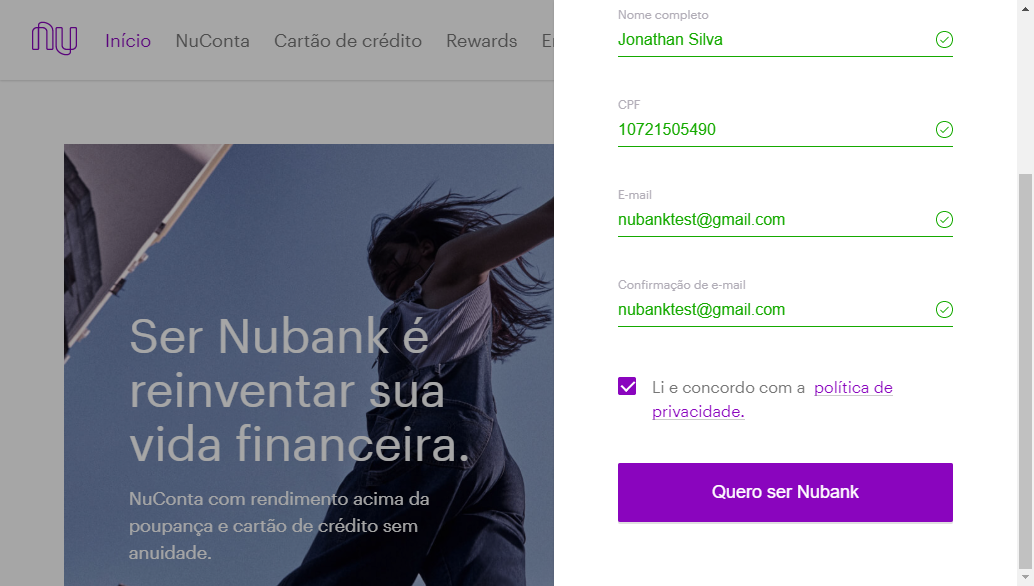 nu
Início NuConta Cartão de crédito Rewards
Ser Nubank é
reinventar sua
vida financeira.
NuConta com rendimento acima da
poupança e cartão de crédito sem
anuidade.
Nome completo
Jonathan Silva
CPF
10721505490
E-mail
nubanktest@gmail.com
Confirmação de e-mail
nubanktest@gmail.com
Li e concordo com a política de
privacidade.
Quero ser Nubank